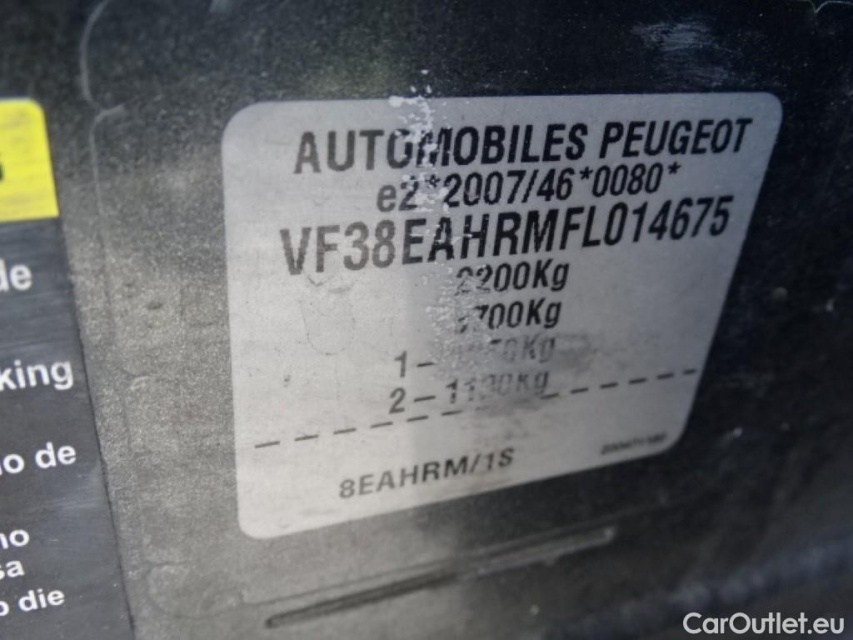 AUTOMOBILES PEUGEOT
e2*2007/46*0080*
VF38EAHRMFL014675
2200Kg
1-
2-
8EAHRM/1S
de
king
o de
no
sa
o die
CarOutlet.eu